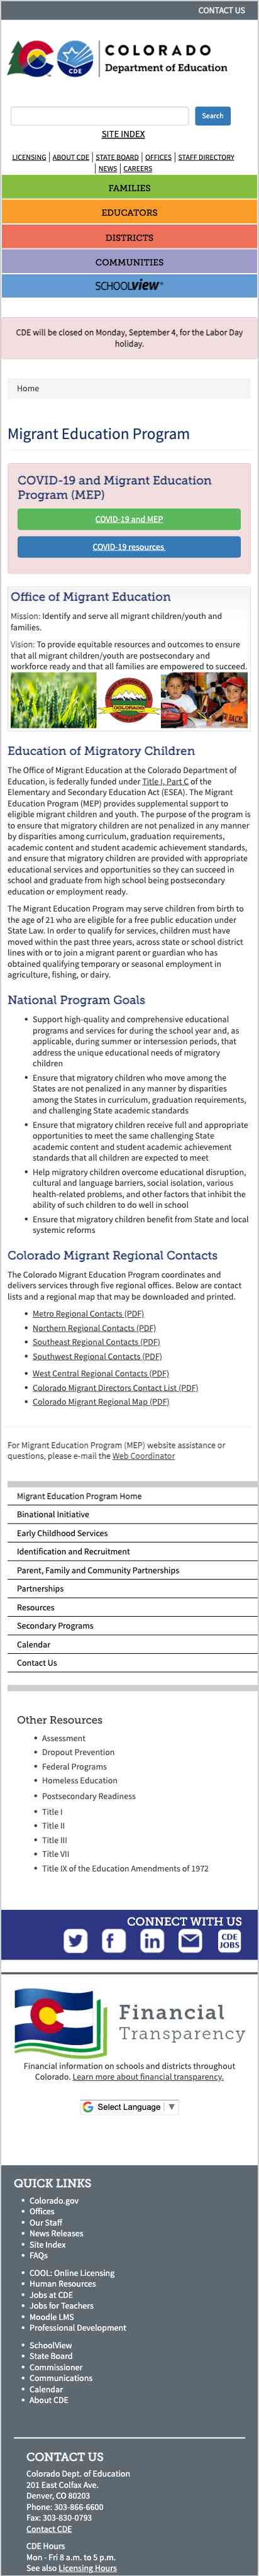 CONTACT US
COLORADO
Department of Education
CDE
Search
SITE INDEX
LICENSING | ABOUT CDE | STATE BOARD | OFFICES | STAFF DIRECTORY
| NEWS | CAREERS
FAMILIES
EDUCATORS
DISTRICTS
COMMUNITIES
SCHOOLVIEW
CDE will be closed on Monday, September 4, for the Labor Day
holiday.
Home
Migrant Education Program
COVID-19 and Migrant Education
Program (MEP)
COVID-19 and MEP
COVID-19 resources
Office of Migrant Education
Mission: Identify and serve all migrant children/youth and
families.
Vision: To provide equitable resources and outcomes to ensure
that all migrant children/youth are postsecondary and
workforce ready and that all families are empowered to succeed.
COLORADO
Education of Migratory Children
The Office of Migrant Education at the Colorado Department of
Education, is federally funded under Title I, Part C of the
Elementary and Secondary Education Act (ESEA). The Migrant
Education Program (MEP) provides supplemental support to
eligible migrant children and youth. The purpose of the program is
to ensure that migratory children are not penalized in any manner
by disparities among curriculum, graduation requirements,
academic content and student academic achievement standards,
and ensure that migratory children are provided with appropriate
educational services and opportunities so they can succeed in
school and graduate from high school being postsecondary
education or employment ready.
The Migrant Education Program may serve children from birth to
the age of 21 who are eligible for a free public education under
State Law. In order to qualify for services, children must have
moved within the past three years, across state or school district
lines with or to join a migrant parent or guardian who has
obtained qualifying temporary or seasonal employment in
agriculture, fishing, or dairy.
National Program Goals
• Support high-quality and comprehensive educational
programs and services for during the school year and, as
applicable, during summer or intersession periods, that
address the unique educational needs of migratory
children
• Ensure that migratory children who move among the
States are not penalized in any manner by disparities
among the States in curriculum, graduation requirements,
and challenging State academic standards
• Ensure that migratory children receive full and appropriate
opportunities to meet the same challenging State
academic content and student academic achievement
standards that all children are expected to meet
• Help migratory children overcome educational disruption,
cultural and language barriers, social isolation, various
health-related problems, and other factors that inhibit the
ability of such children to do well in school
• Ensure that migratory children benefit from State and local
systemic reforms
Colorado Migrant Regional Contacts
The Colorado Migrant Education Program coordinates and
delivers services through five regional offices. Below are contact
lists and a regional map that may be downloaded and printed.
• Metro Regional Contacts (PDF)
• Northern Regional Contacts (PDF)
• Southeast Regional Contacts (PDF)
• Southwest Regional Contacts (PDF)
• West Central Regional Contacts (PDF)
• Colorado Migrant Directors Contact List (PDF)
• Colorado Migrant Regional Map (PDF)
For Migrant Education Program (MEP) website assistance or
questions, please e-mail the Web Coordinator
Migrant Education Program Home
Binational Initiative
Early Childhood Services
Identification and Recruitment
Parent, Family and Community Partnerships
Partnerships
Resources
Secondary Programs
Calendar
Contact Us
Other Resources
• Assessment
• Dropout Prevention
• Federal Programs
• Homeless Education
• Postsecondary Readiness
• Title I
• Title II
• Title III
• Title VII
• Title IX of the Education Amendments of 1972
CONNECT WITH US
CDE
JOBS
Financial
Transparency
Financial information on schools and districts throughout
Colorado. Learn more about financial transparency.
Select Language | ▼
QUICK LINKS
• Colorado.gov
• Offices
• Our Staff
• News Releases
• Site Index
• FAQs
• COOL: Online Licensing
• Human Resources
• Jobs at CDE
• Jobs for Teachers
• Moodle LMS
• Professional Development
• SchoolView
• State Board
• Commissioner
• Communications
• Calendar
• About CDE
CONTACT US
Colorado Dept. of Education
201 East Colfax Ave.
Denver, CO 80203
Phone: 303-866-6600
Fax: 303-830-0793
Contact CDE
CDE Hours
Mon - Fri 8 a.m. to 5 p.m.
See also Licensing Hours